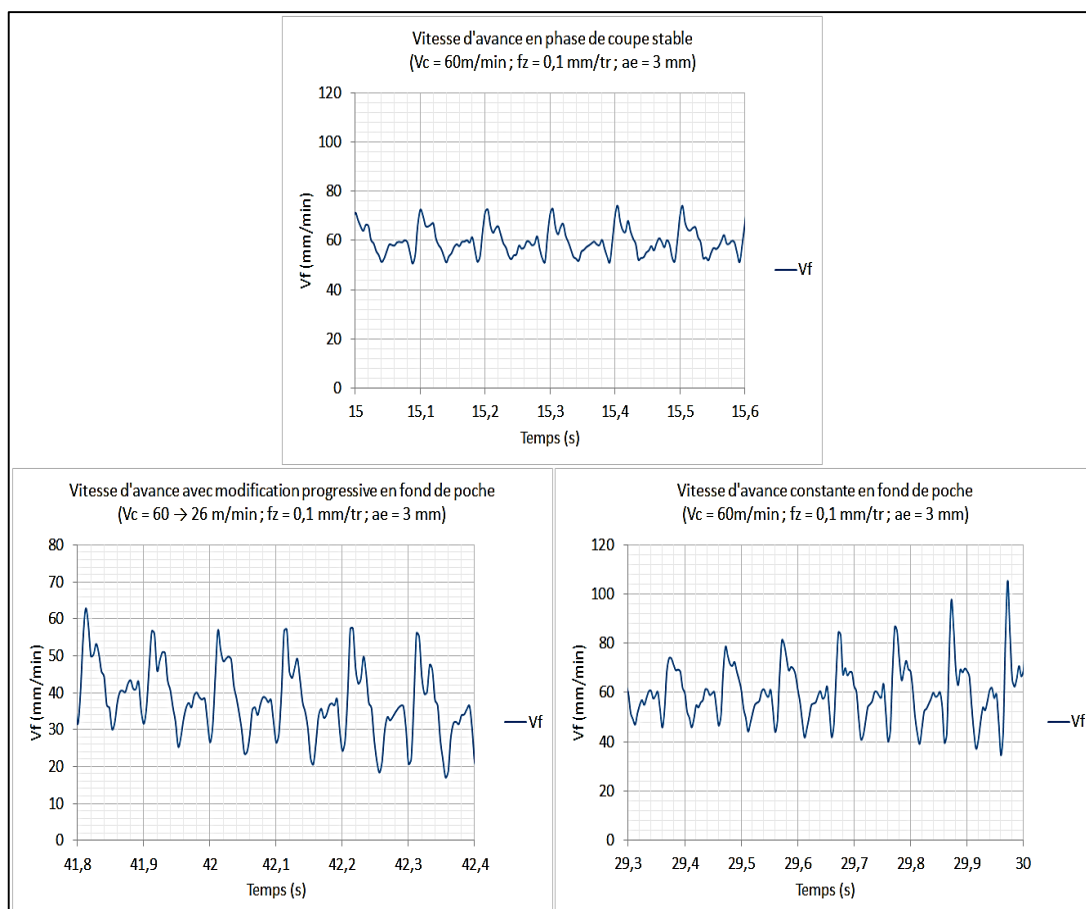 Vitesse d'avance en phase de coupe stable
(Vc = 60m/min ; fz = 0,1 mm/tr ; ae = 3 mm)
120
100
80
60
40
20
0
Vf (mm/min)
15 15,1 15,2 15,3 15,4 15,5 15,6
Temps (s)
Vf
Vitesse d'avance avec modification progressive en fond de poche
(Vc = 60 → 26 m/min ; fz = 0,1 mm/tr ; ae = 3 mm)
80
70
60
50
40
30
20
10
0
Vf (mm/min)
41,8 41,9 42 42,1 42,2 42,3 42,4
Temps (s)
Vf
Vitesse d'avance constante en fond de poche
(Vc = 60m/min ; fz = 0,1 mm/tr ; ae = 3 mm)
120
100
80
60
40
20
0
Vf (mm/min)
29,3 29,4 29,5 29,6 29,7 29,8 29,9 30
Temps (s)
Vf